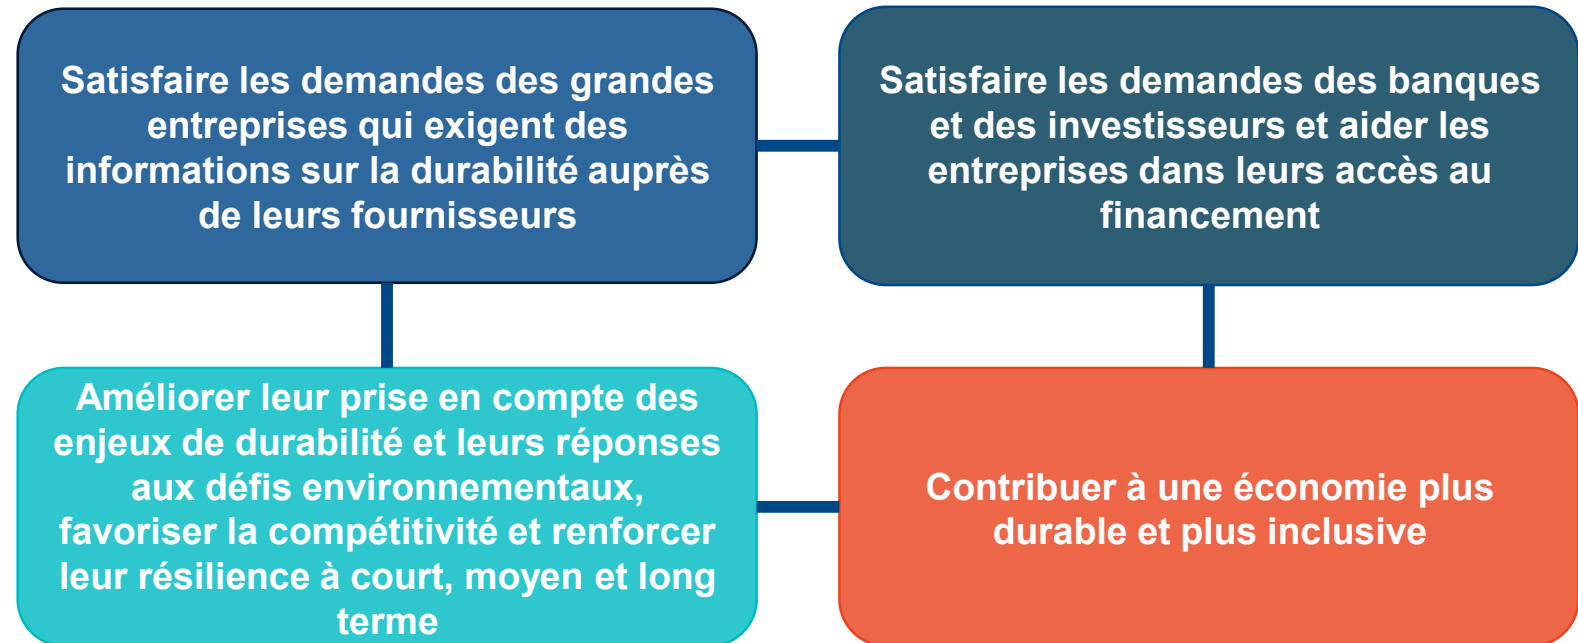 Satisfaire les demandes des grandes
entreprises qui exigent des
informations sur la durabilité auprès
de leurs fournisseurs
Satisfaire les demandes des banques
et des investisseurs et aider les
entreprises dans leurs accès au
financement
Améliorer leur prise en compte des
enjeux de durabilité et leurs réponses
aux défis environnementaux,
favoriser la compétitivité et renforcer
leur résilience à court, moyen et long
terme
Contribuer à une économie plus
durable et plus inclusive